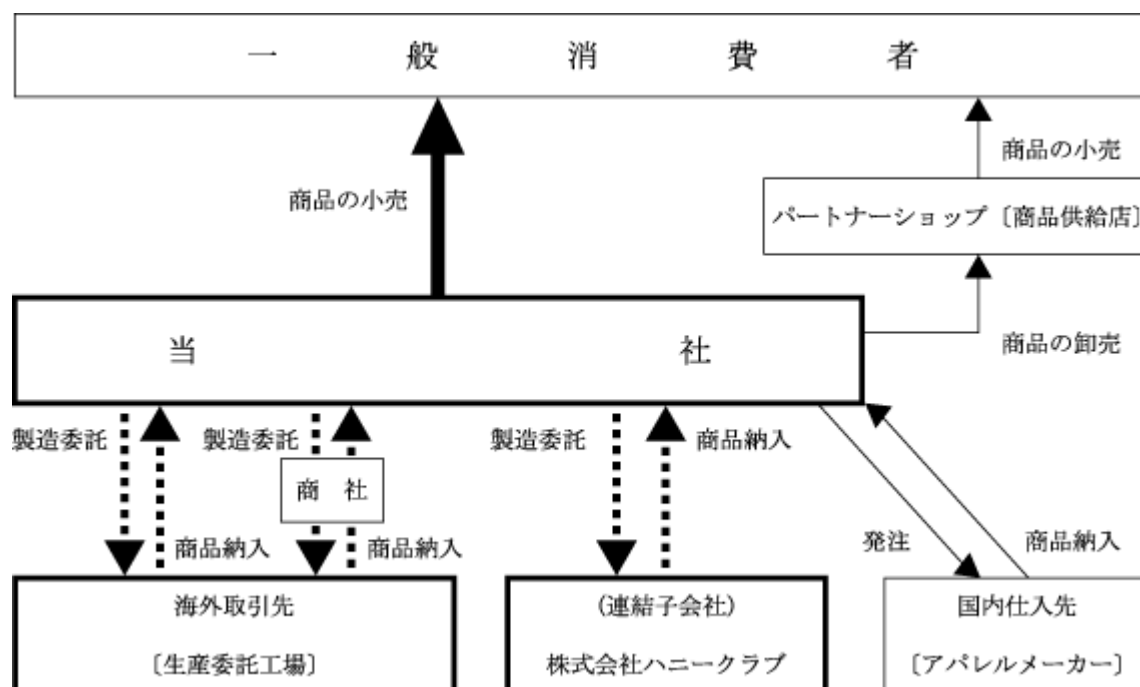 一般消費者
商品の小売
商品の小売
パートナーショップ〔商品供給店〕
当社
商品の卸売
製造委託
製造委託
製造委託
商品納入
商社
商品納入
商品納入
発注
商品納入
海外取引先
〔生産委託工場〕
(連結子会社)
株式会社ハニークラブ
国内仕入先
〔アパレルメーカー〕